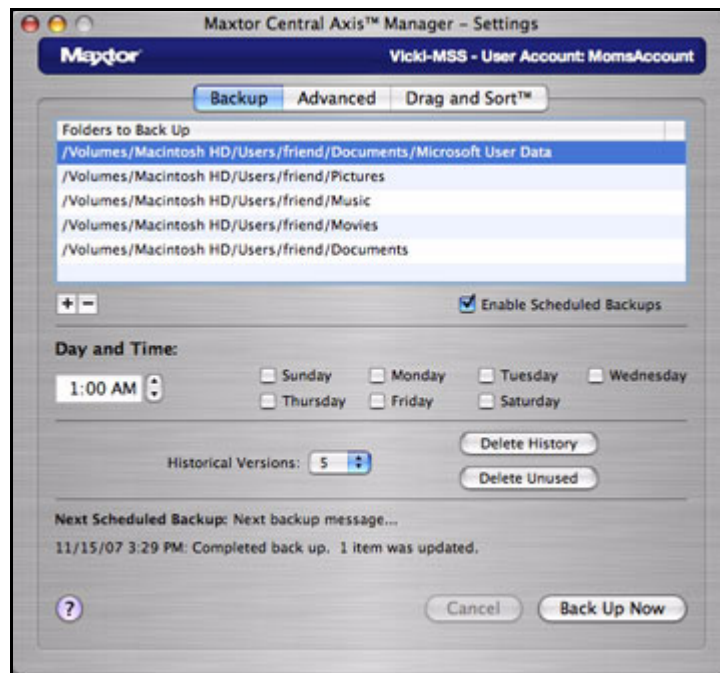 Maxtor Central Axis™ Manager – Settings
Maxtor Vicki-MSS - User Account: MomsAccount
Backup Advanced Drag and Sort™
Folders to Back Up
/Volumes/Macintosh HD/Users/friend/Documents/Microsoft User Data
/Volumes/Macintosh HD/Users/friend/Pictures
/Volumes/Macintosh HD/Users/friend/Music
/Volumes/Macintosh HD/Users/friend/Movies
/Volumes/Macintosh HD/Users/friend/Documents
+ − Enable Scheduled Backups
Day and Time:
1:00 AM Sunday Monday Tuesday Wednesday
Thursday Friday Saturday
Historical Versions: 5 Delete History
Delete Unused
Next Scheduled Backup: Next backup message...
11/15/07 3:29 PM: Completed back up. 1 item was updated.
? Cancel Back Up Now